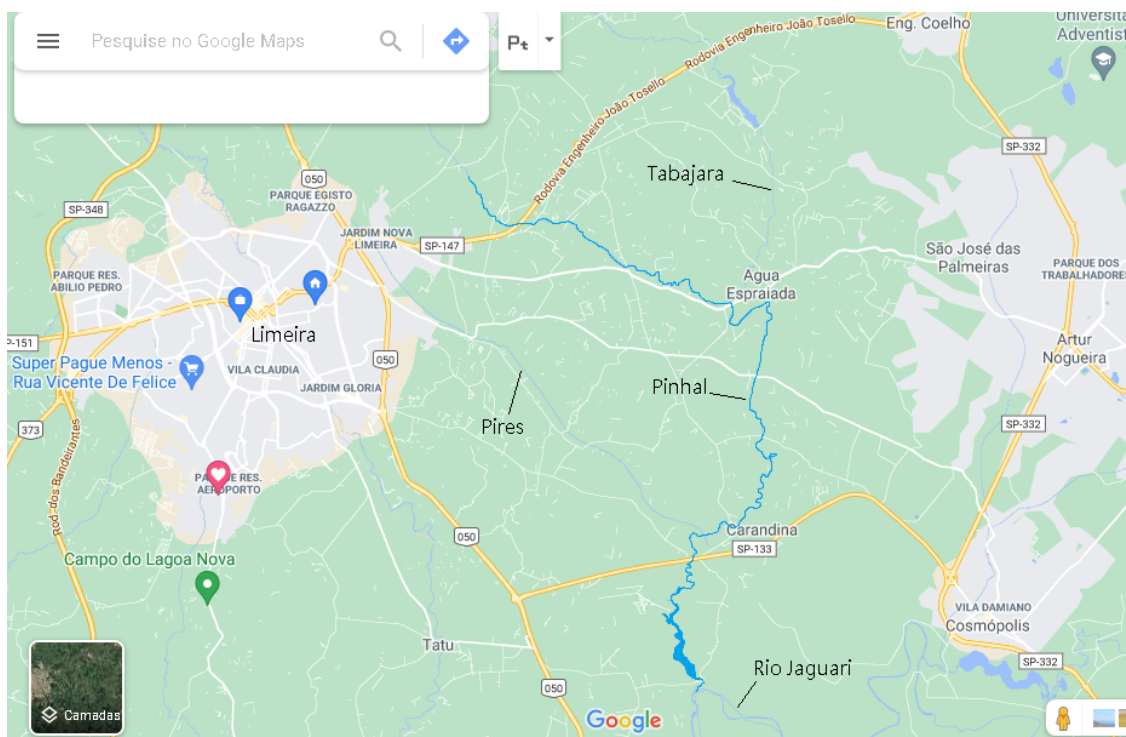 Pesquise no Google Maps
Pt
Rodovia Engenheiro João Tosello
Eng. Coelho
Adventist
Rodovia Engenheiro João Tosello
SP-332
050
PARQUE EGISTO
RAGAZZO
Tabajara
SP-348
JARDIM NOVA
LIMEIRA
SP-147
São José das
Palmeiras
PARQUE RES.
ABILIO PEDRO
Agua
Espraiada
PARQUE DOS
TRABALHADORES
Limeira
P-151
Artur
Nogueira
Super Pague Menos -
Rua Vicente De Felice
VILA CLAUDIA
050
JARDIM GLORIA
Pinhal
Pires
SP-332
373
Rod. dos Bandeirantes
PARQUE RES.
AEROPORTO
050
Carandina
SP-133
Campo do Lagoa Nova
VILA DAMIANO
Cosmópolis
Tatu
SP-332
Rio Jaguari
050
Camadas
Google